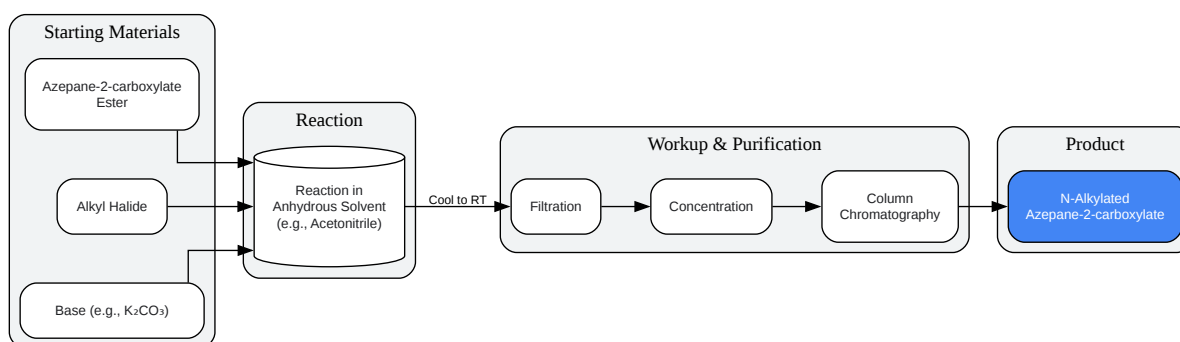 Starting Materials
Azepane-2-carboxylate
Ester
Alkyl Halide
Base (e.g., K₂CO₃)
Reaction
Reaction in
Anhydrous Solvent
(e.g., Acetonitrile)
Cool to RT
Workup & Purification
Filtration
Concentration
Column
Chromatography
Product
N-Alkylated
Azepane-2-carboxylate